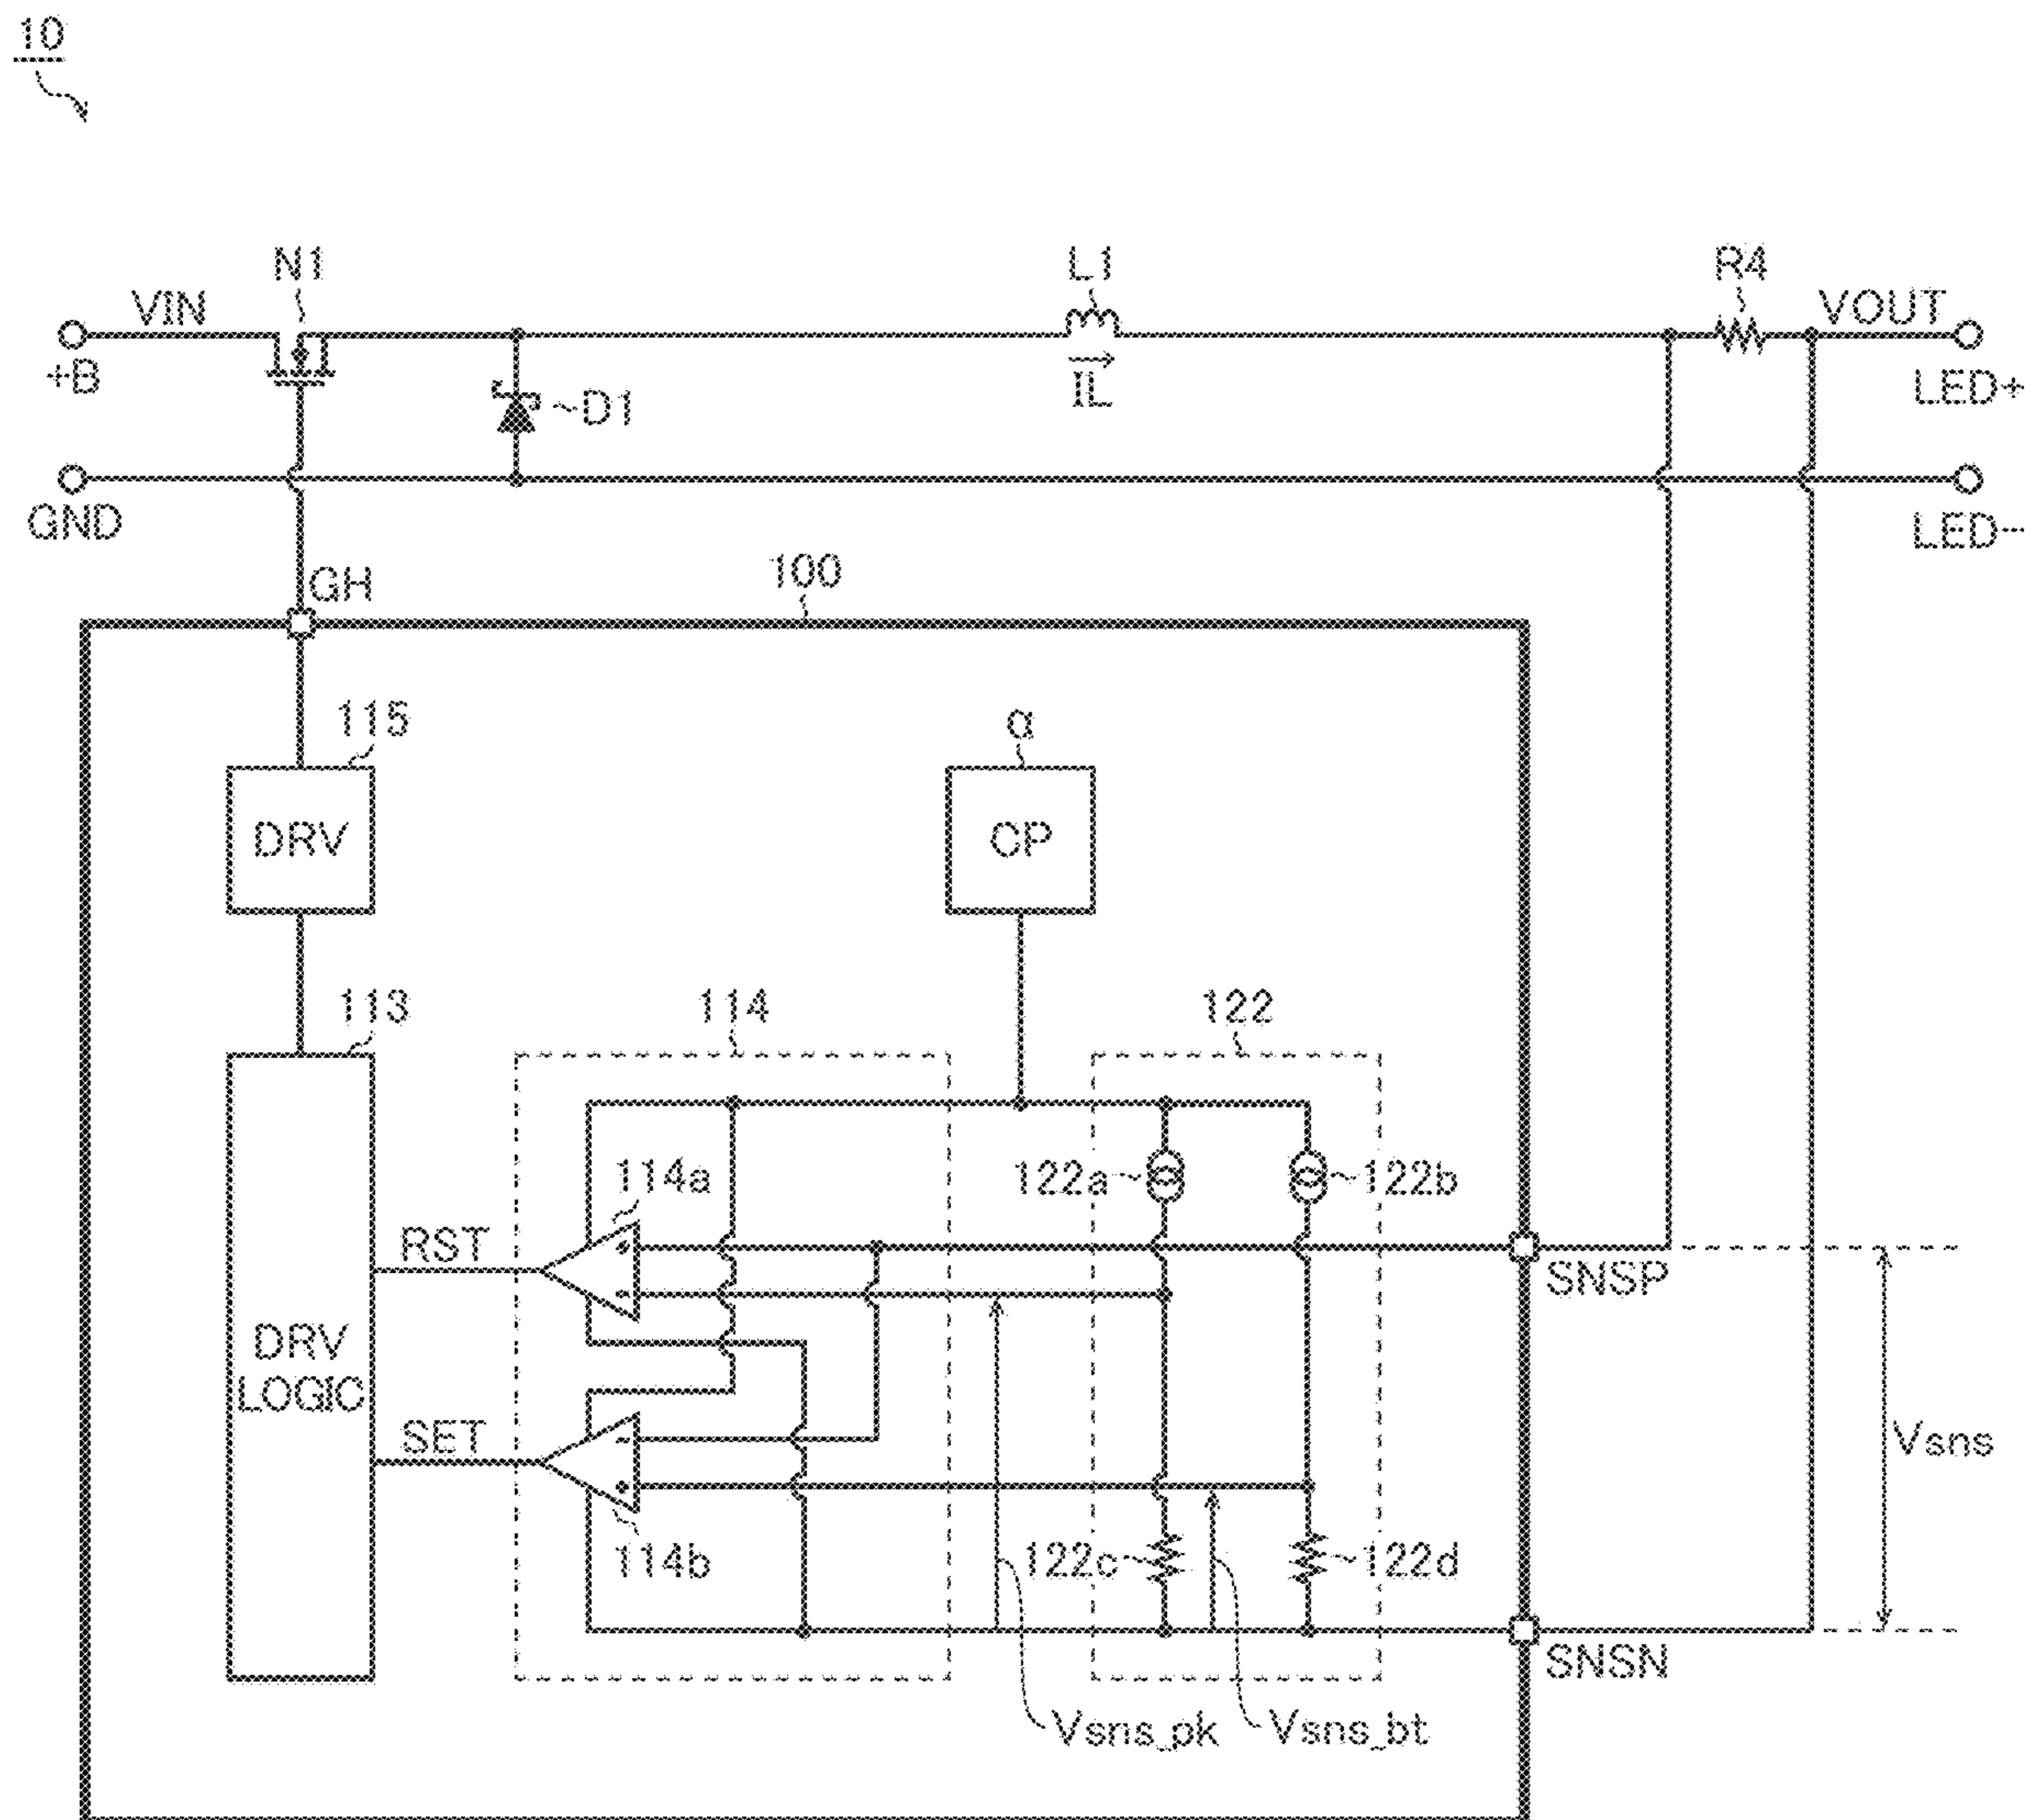 10
N1
L1
R4
VIN
VOUT
+B
D1
IL
LED+
GND
LED-
GH
100
115
α
DRV
CP
113
114
122
114a
122a
122b
RST
+
-
SNSP
DRV
LOGIC
SET
-
+
Vsns
114b
122c
122d
SNSN
Vsns_pk
Vsns_bt